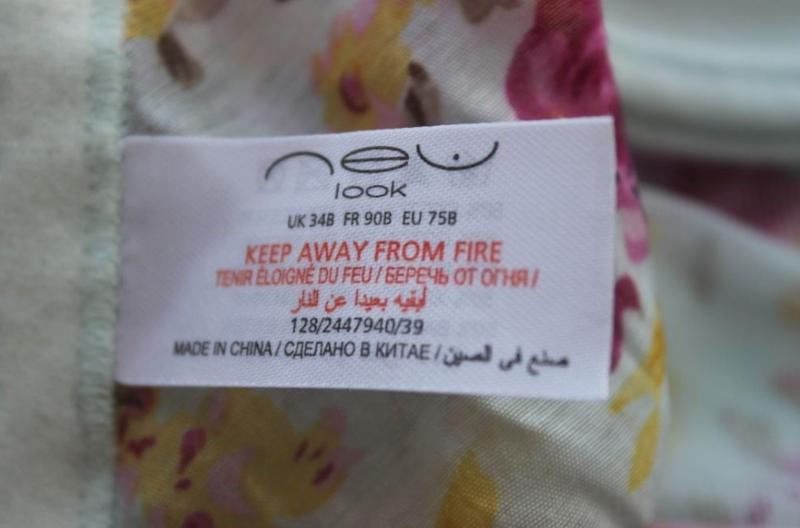 new
look
UK 34B FR 90B EU 75B
KEEP AWAY FROM FIRE
TENIR ÉLOIGNÉ DU FEU / БЕРЕЧЬ ОТ ОГНЯ /
أبقيه بعيدا عن النار
128/2447940/39
MADE IN CHINA / СДЕЛАНО В КИТАЕ / صنع في الصين